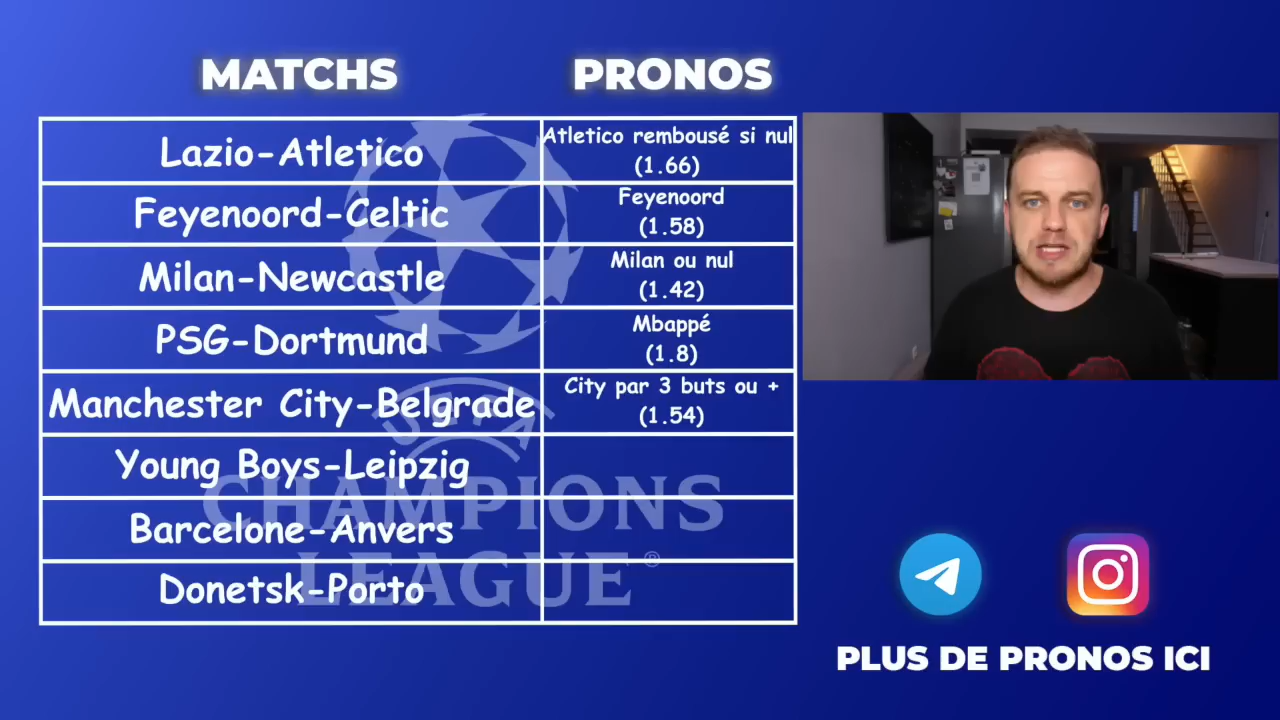 MATCHS
PRONOS
Lazio-Atletico
Atletico rembousé si nul
(1.66)
Feyenoord-Celtic
Feyenoord
(1.58)
Milan-Newcastle
Milan ou nul
(1.42)
PSG-Dortmund
Mbappé
(1.8)
Manchester City-Belgrade
City par 3 buts ou +
(1.54)
Young Boys-Leipzig
Barcelone-Anvers
Donetsk-Porto
UEFA
CHAMPIONS
LEAGUE®
PLUS DE PRONOS ICI